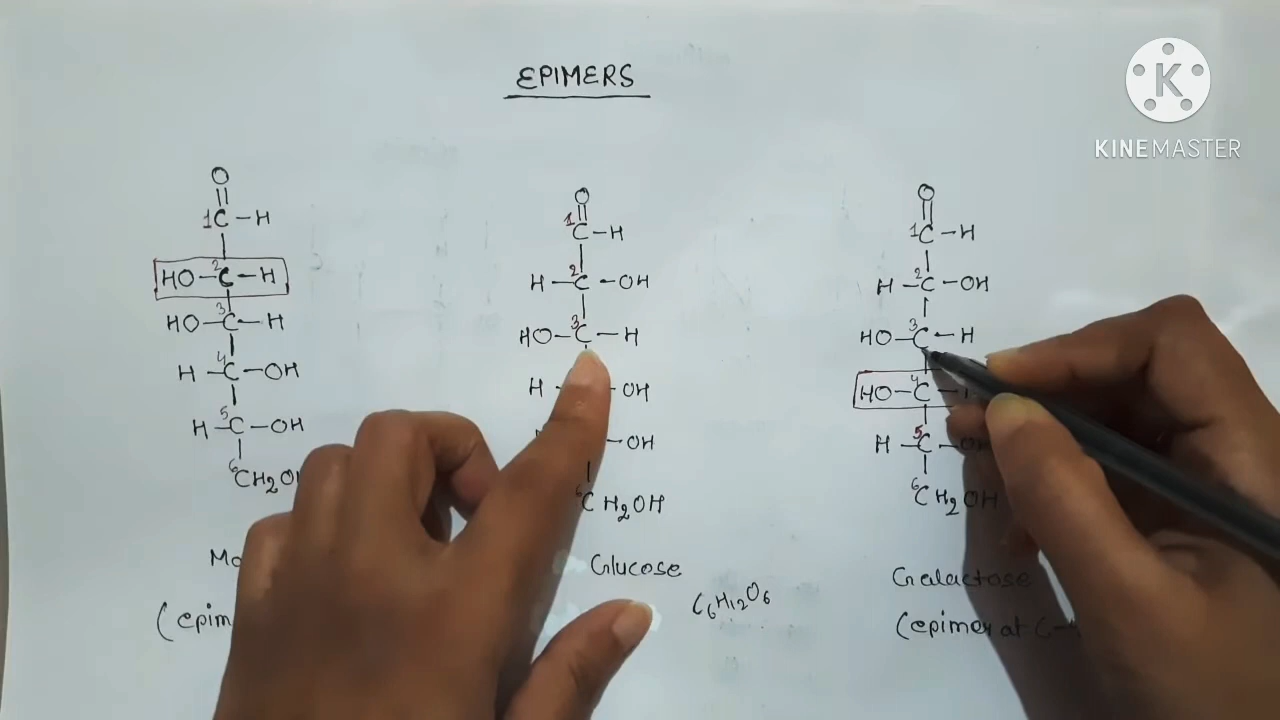 EPIMERS
KINEMASTER
O
1C-H
HO-2C-H
HO-3C-H
H-4C-OH
H-5C-OH
6CH2OH
(epim
O
1C-H
H-2C-OH
HO-3C-H
H OH
OH
6CH2OH
Glucose
C6H12O6
O
1C-H
H-2C-OH
HO-3C-H
HO-4C-
H-5C-OH
6CH2OH
Galactose
(epimer at C-